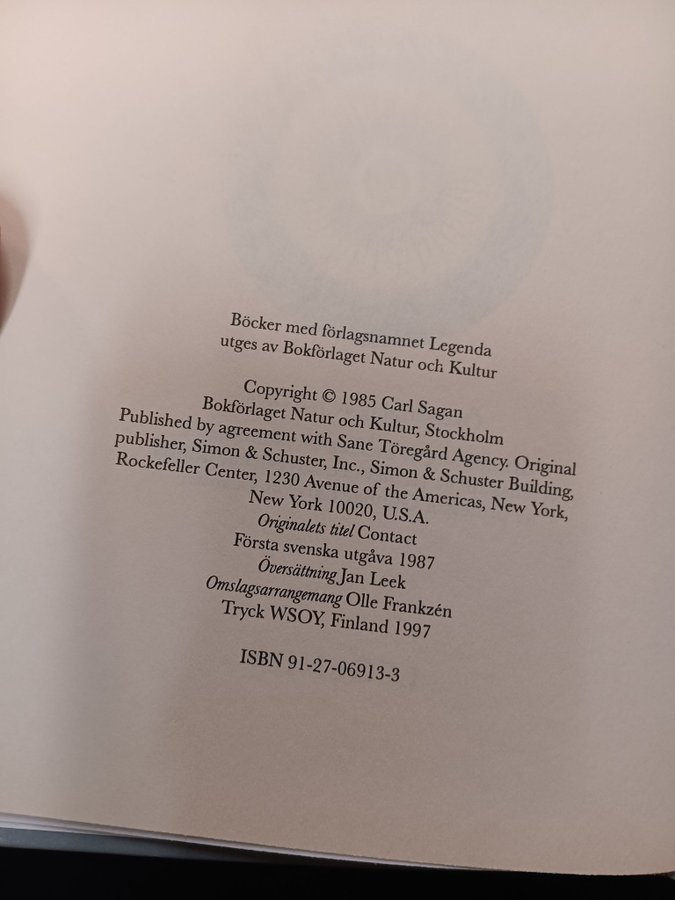 Böcker med förlagsnamnet Legenda
utges av Bokförlaget Natur och Kultur
Copyright © 1985 Carl Sagan
Bokförlaget Natur och Kultur, Stockholm
Published by agreement with Sane Töregård Agency. Original
publisher, Simon & Schuster, Inc., Simon & Schuster Building,
Rockefeller Center, 1230 Avenue of the Americas, New York,
New York 10020, U.S.A.
Originalets titel Contact
Första svenska utgåva 1987
Översättning Jan Leek
Omslagsarrangemang Olle Frankzén
Tryck WSOY, Finland 1997
ISBN 91-27-06913-3